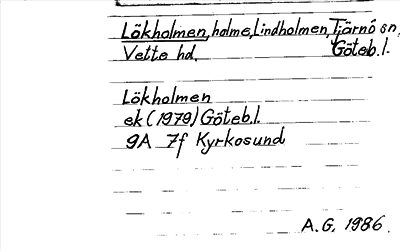 Lökholmen, holme, Lindholmen, Tjärnö sn,
Vette hd. Göteb.l.
Lökholmen
ek (1979) Göteb.l.
9A 7f Kyrkosund
A.G. 1986.